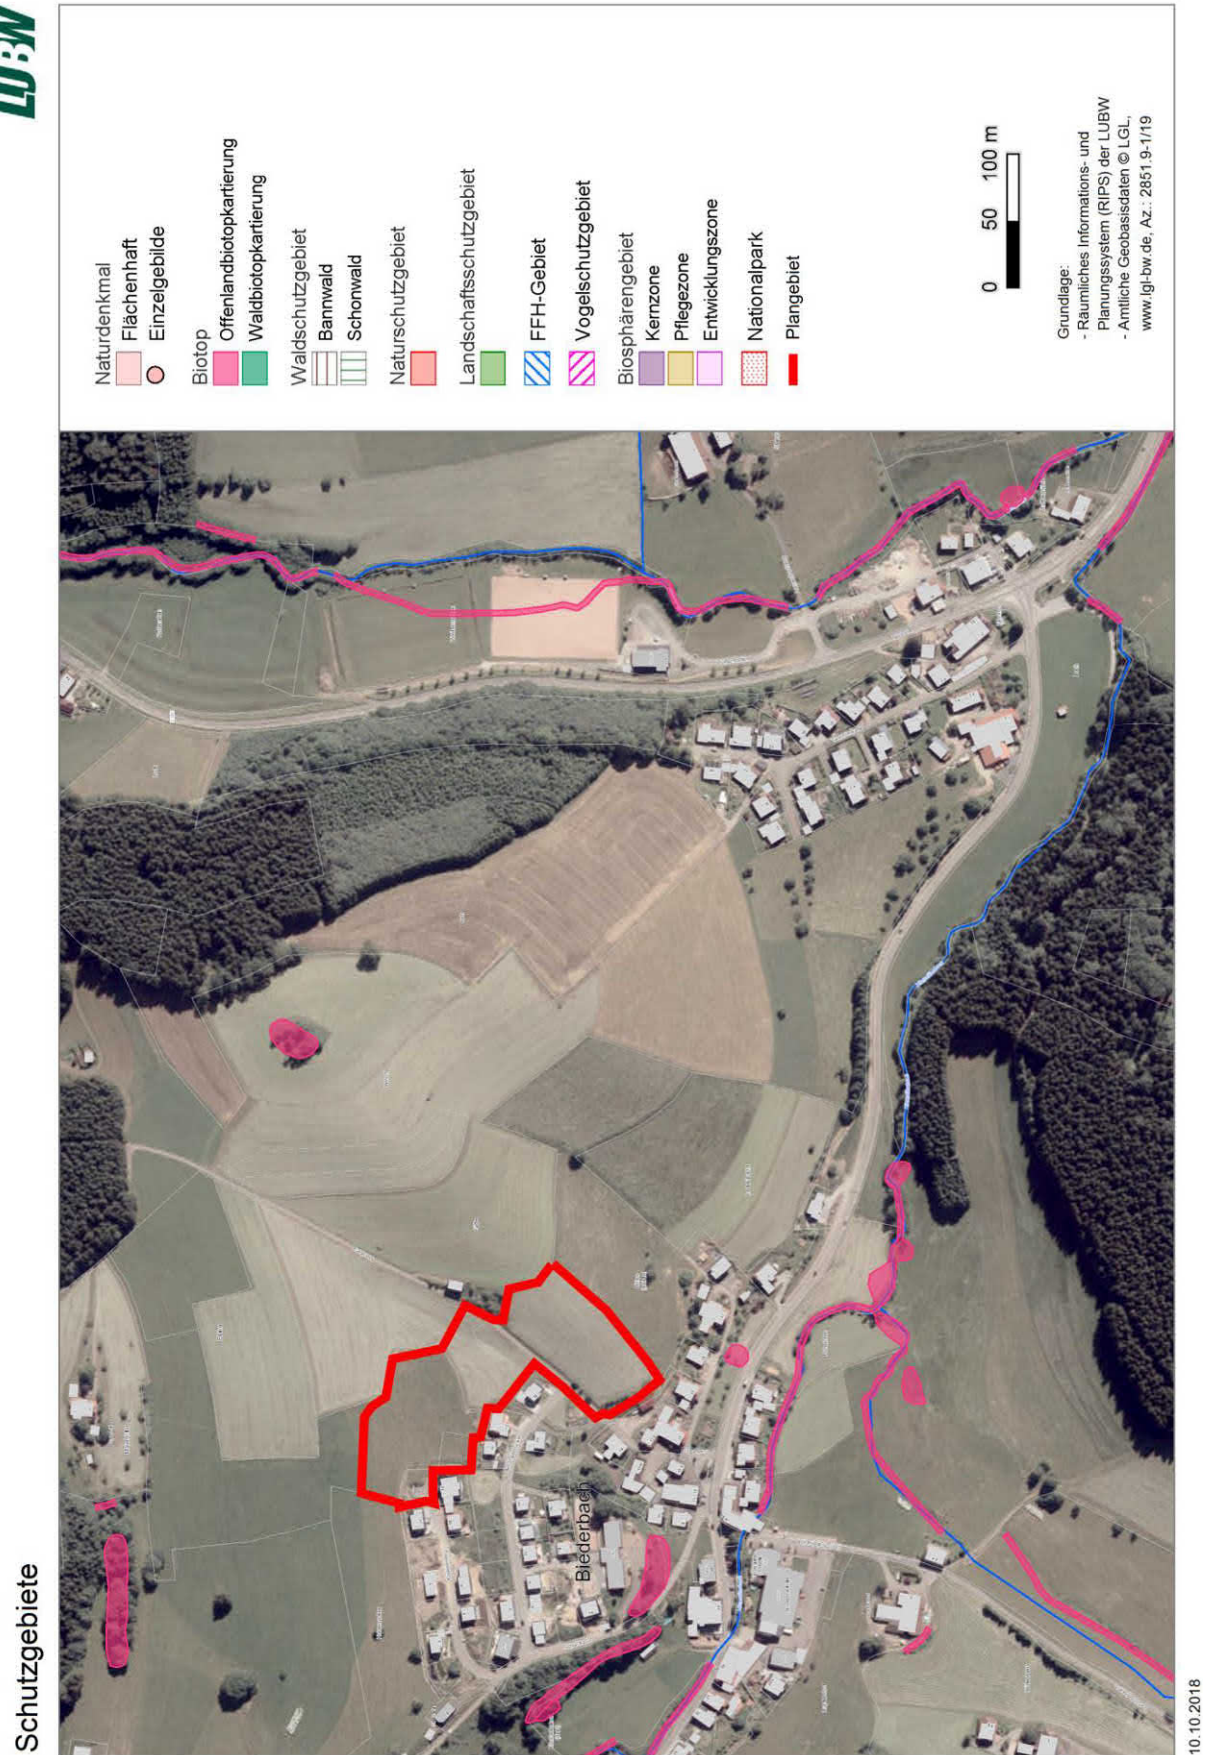 Schutzgebiete
LUBW
Naturdenkmal
Flächenhaft
Einzelgebilde
Biotop
Offenlandbiotopkartierung
Waldbiotopkartierung
Waldschutzgebiet
Bannwald
Schonwald
Naturschutzgebiet
Landschaftsschutzgebiet
FFH-Gebiet
Vogelschutzgebiet
Biosphärengebiet
Kernzone
Pflegezone
Entwicklungszone
Nationalpark
Plangebiet
0 50 100 m
Grundlage:
- Räumliches Informations- und
Planungssystem (RIPS) der LUBW
- Amtliche Geobasisdaten © LGL,
www.lgl-bw.de, Az.: 2851.9-1/19
Biederbach
10.10.2018